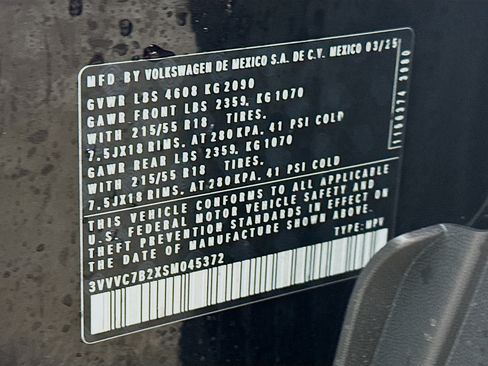 MFD BY VOLKSWAGEN DE MEXICO S.A. DE C.V. MEXICO 03/25
GVWR LBS 4608 KG 2090
GAWR FRONT LBS 2359, KG 1070
WITH 215/55 R18, TIRES.
7.5JX18 RIMS. AT 280 KPA. 41 PSI COLD
GAWR REAR LBS 2359, KG 1070
WITH 215/55 R18 TIRES.
7.5JX18 RIMS. AT 280 KPA. 41 PSI COLD
THIS VEHICLE CONFORMS TO ALL APPLICABLE
U.S. FEDERAL MOTOR VEHICLE SAFETY AND
THEFT PREVENTION STANDARDS IN EFFECT ON
THE DATE OF MANUFACTURE SHOWN ABOVE.
TYPE: MPV
3VVVC7B2XSM045372